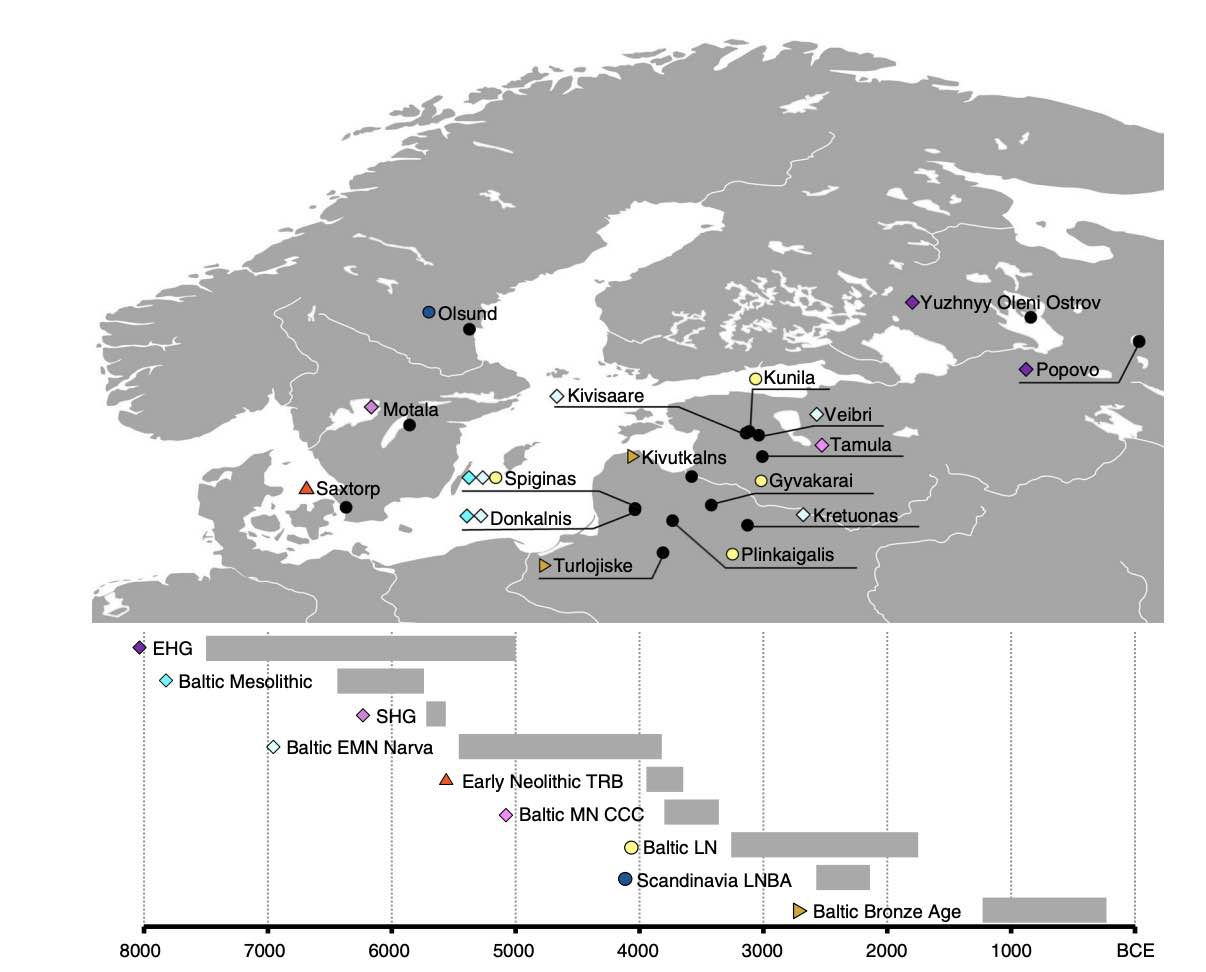 Yuzhnyy Oleni Ostrov
Olsund
Popovo
Kunila
Kivisaare
Motala
Veibri
Tamula
Kivutkalns
Spiginas
Gyvakarai
Saxtorp
Donkalnis
Kretuonas
Plinkaigalis
Turlojiske
EHG
Baltic Mesolithic
SHG
Baltic EMN Narva
Early Neolithic TRB
Baltic MN CCC
Baltic LN
Scandinavia LNBA
Baltic Bronze Age
8000 7000 6000 5000 4000 3000 2000 1000 BCE